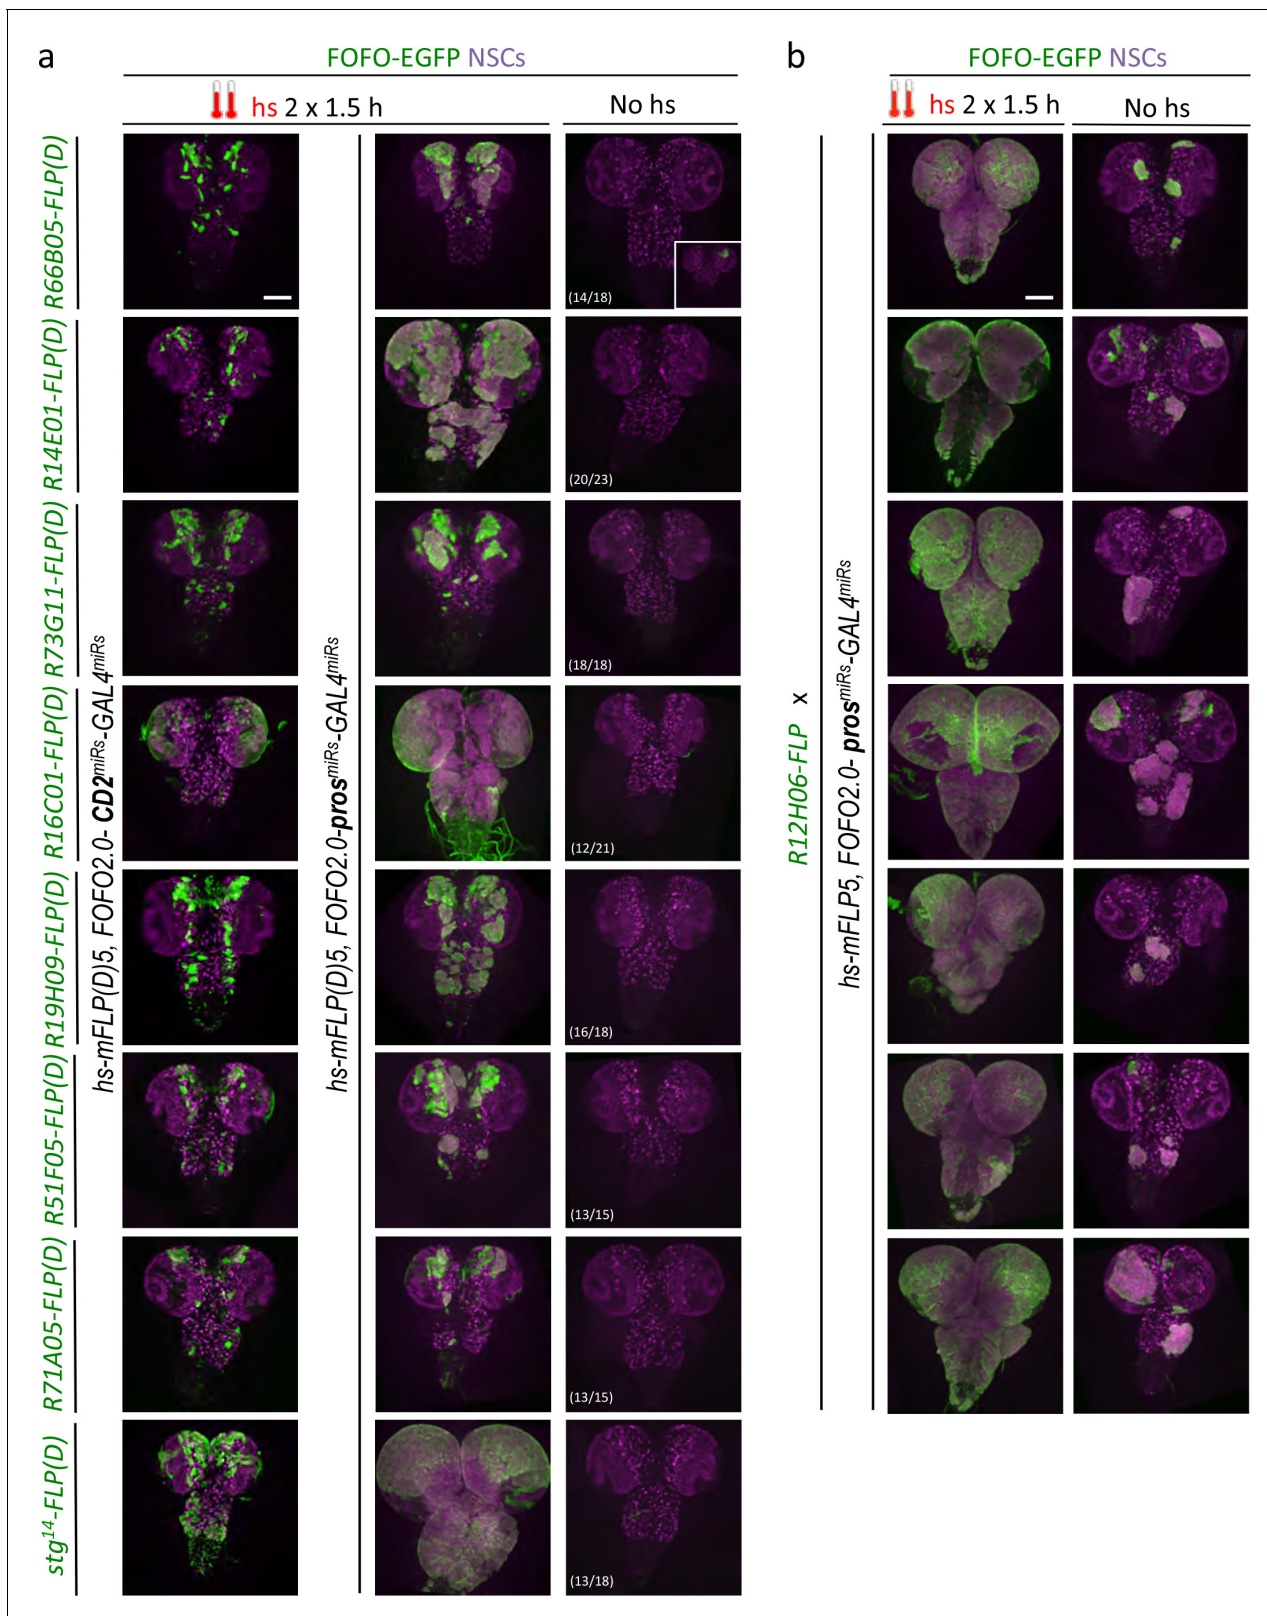 a
FOFO-EGFP NSCs
hs 2 x 1.5 h
No hs
R66B05-FLP(D)
R14E01-FLP(D)
R73G11-FLP(D)
R16C01-FLP(D)
R19H09-FLP(D)
R51F05-FLP(D)
R71A05-FLP(D)
stg14-FLP(D)
hs-mFLP(D)5, FOFO2.0- CD2miRs-GAL4miRs
hs-mFLP(D)5, FOFO2.0-prosmiRs-GAL4miRs
(14/18)
(20/23)
(18/18)
(12/21)
(16/18)
(13/15)
(13/15)
(13/18)
b
FOFO-EGFP NSCs
hs 2 x 1.5 h
No hs
R12H06-FLP x
hs-mFLP5, FOFO2.0- prosmiRs-GAL4miRs